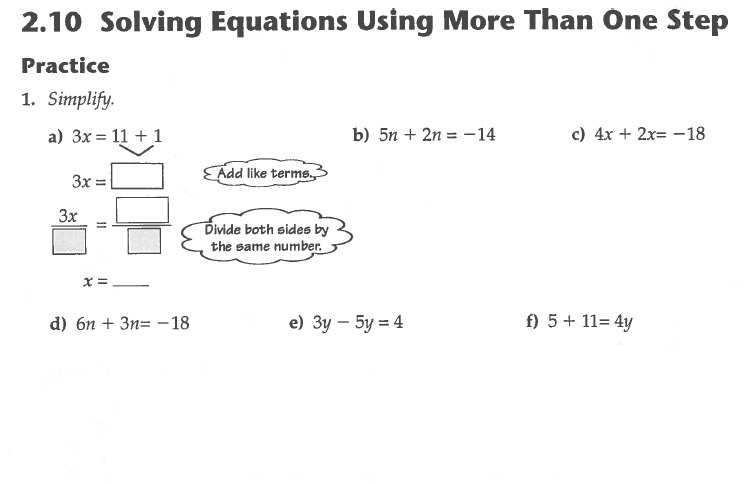 2.10 Solving Equations Using More Than One Step
Practice
1. Simplify.
a) 3x = 11 + 1
b) 5n + 2n = −14
c) 4x + 2x= −18
3x =
Add like terms.
3x
=
Divide both sides by
the same number.
x = ___
d) 6n + 3n= −18
e) 3y − 5y = 4
f) 5 + 11= 4y